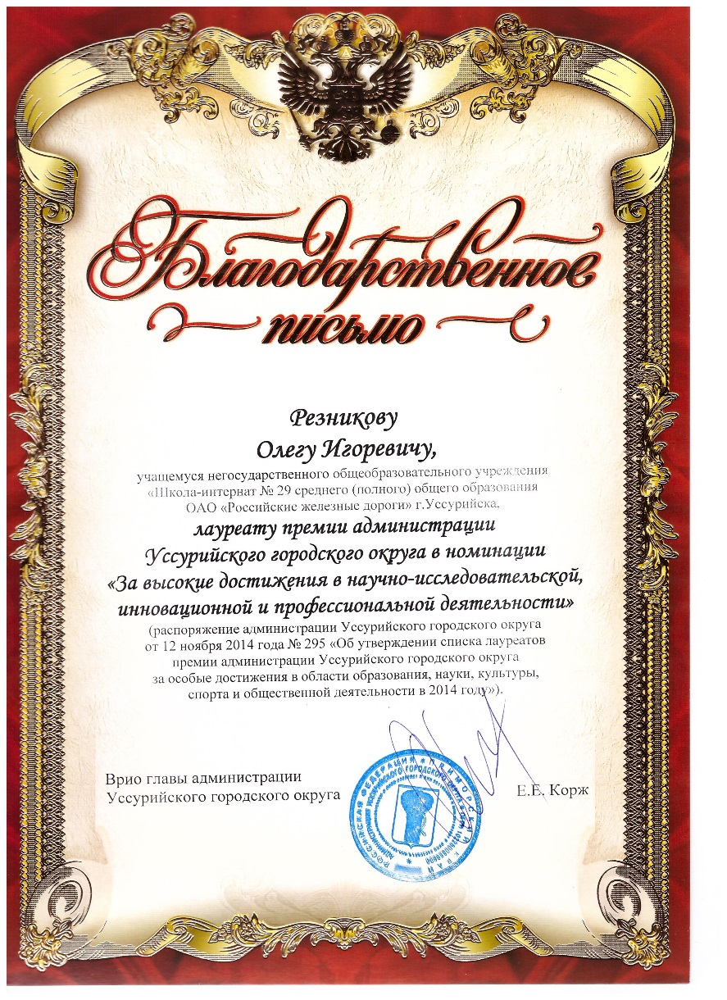 Благодарственное
письмо
Резникову
Олегу Игоревичу,
учащемуся негосударственного общеобразовательного учреждения
«Школа-интернат № 29 среднего (полного) общего образования
ОАО «Российские железные дороги» г.Уссурийска,
лауреату премии администрации
Уссурийского городского округа в номинации
«За высокие достижения в научно-исследовательской,
инновационной и профессиональной деятельности»
(распоряжение администрации Уссурийского городского округа
от 12 ноября 2014 года № 295 «Об утверждении списка лауреатов
премии администрации Уссурийского городского округа
за особые достижения в области образования, науки, культуры,
спорта и общественной деятельности в 2014 году»).
Врио главы администрации
Уссурийского городского округа
Е.Е. Корж
РОССИЙСКАЯ ФЕДЕРАЦИЯ * ПРИМОРСКИЙ КРАЙ
АДМИНИСТРАЦИЯ УССУРИЙСКОГО ГОРОДСКОГО ОКРУГА